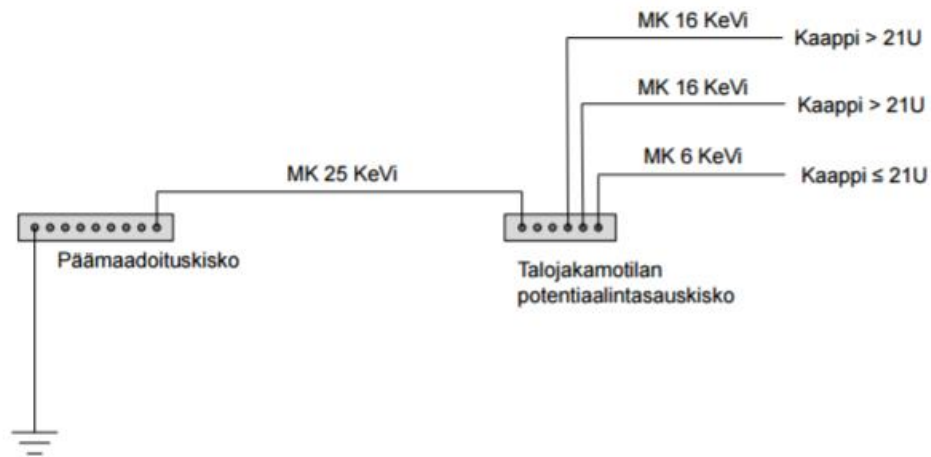 MK 16 KeVi
Kaappi > 21U
MK 16 KeVi
Kaappi > 21U
MK 6 KeVi
Kaappi ≤ 21U
MK 25 KeVi
Päämaadoituskisko
Talojakamotilan
potentiaalintasauskisko